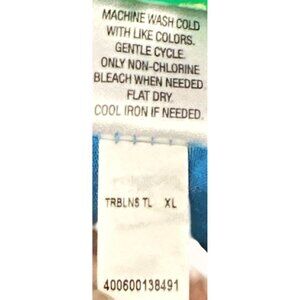 MACHINE WASH COLD
WITH LIKE COLORS.
GENTLE CYCLE.
ONLY NON-CHLORINE
BLEACH WHEN NEEDED
FLAT DRY.
COOL IRON IF NEEDED.
TRBLNS TL XL
400600138491